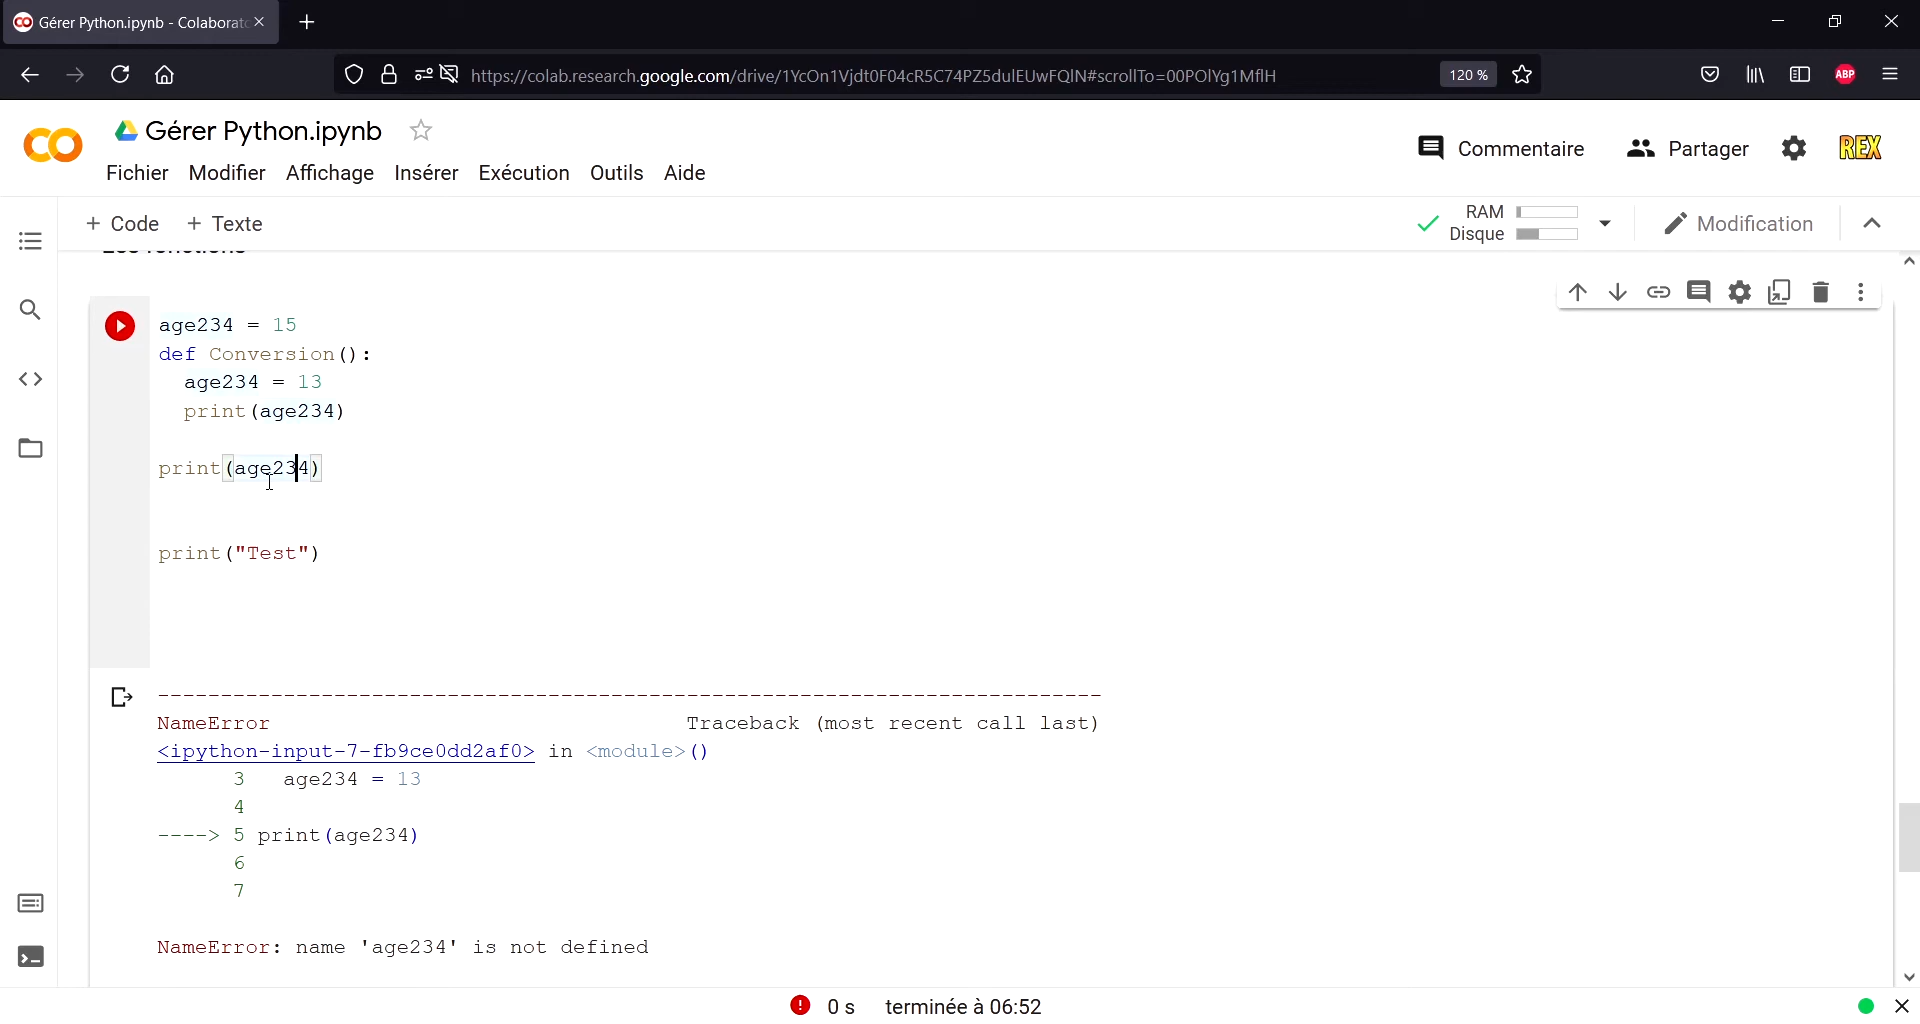 Gérer Python.ipynb - Colaborat
https://colab.research.google.com/drive/1YcOn1Vjdt0F04cR5C74PZ5dulEUwFQlN#scrollTo=00POlYg1MflH
120 %
ABP
Gérer Python.ipynb
Commentaire
Partager
REX
Fichier Modifier Affichage Insérer Exécution Outils Aide
+ Code + Texte
RAM
Disque
Modification
Les fonctions
age234 = 15
def Conversion():
  age234 = 13
  print(age234)
print(age234)
print("Test")
---------------------------------------------------------------------------
NameError                                 Traceback (most recent call last)
<ipython-input-7-fb9ce0dd2af0> in <module>()
      3   age234 = 13
      4
----> 5 print(age234)
      6
      7
NameError: name 'age234' is not defined
0 s terminée à 06:52